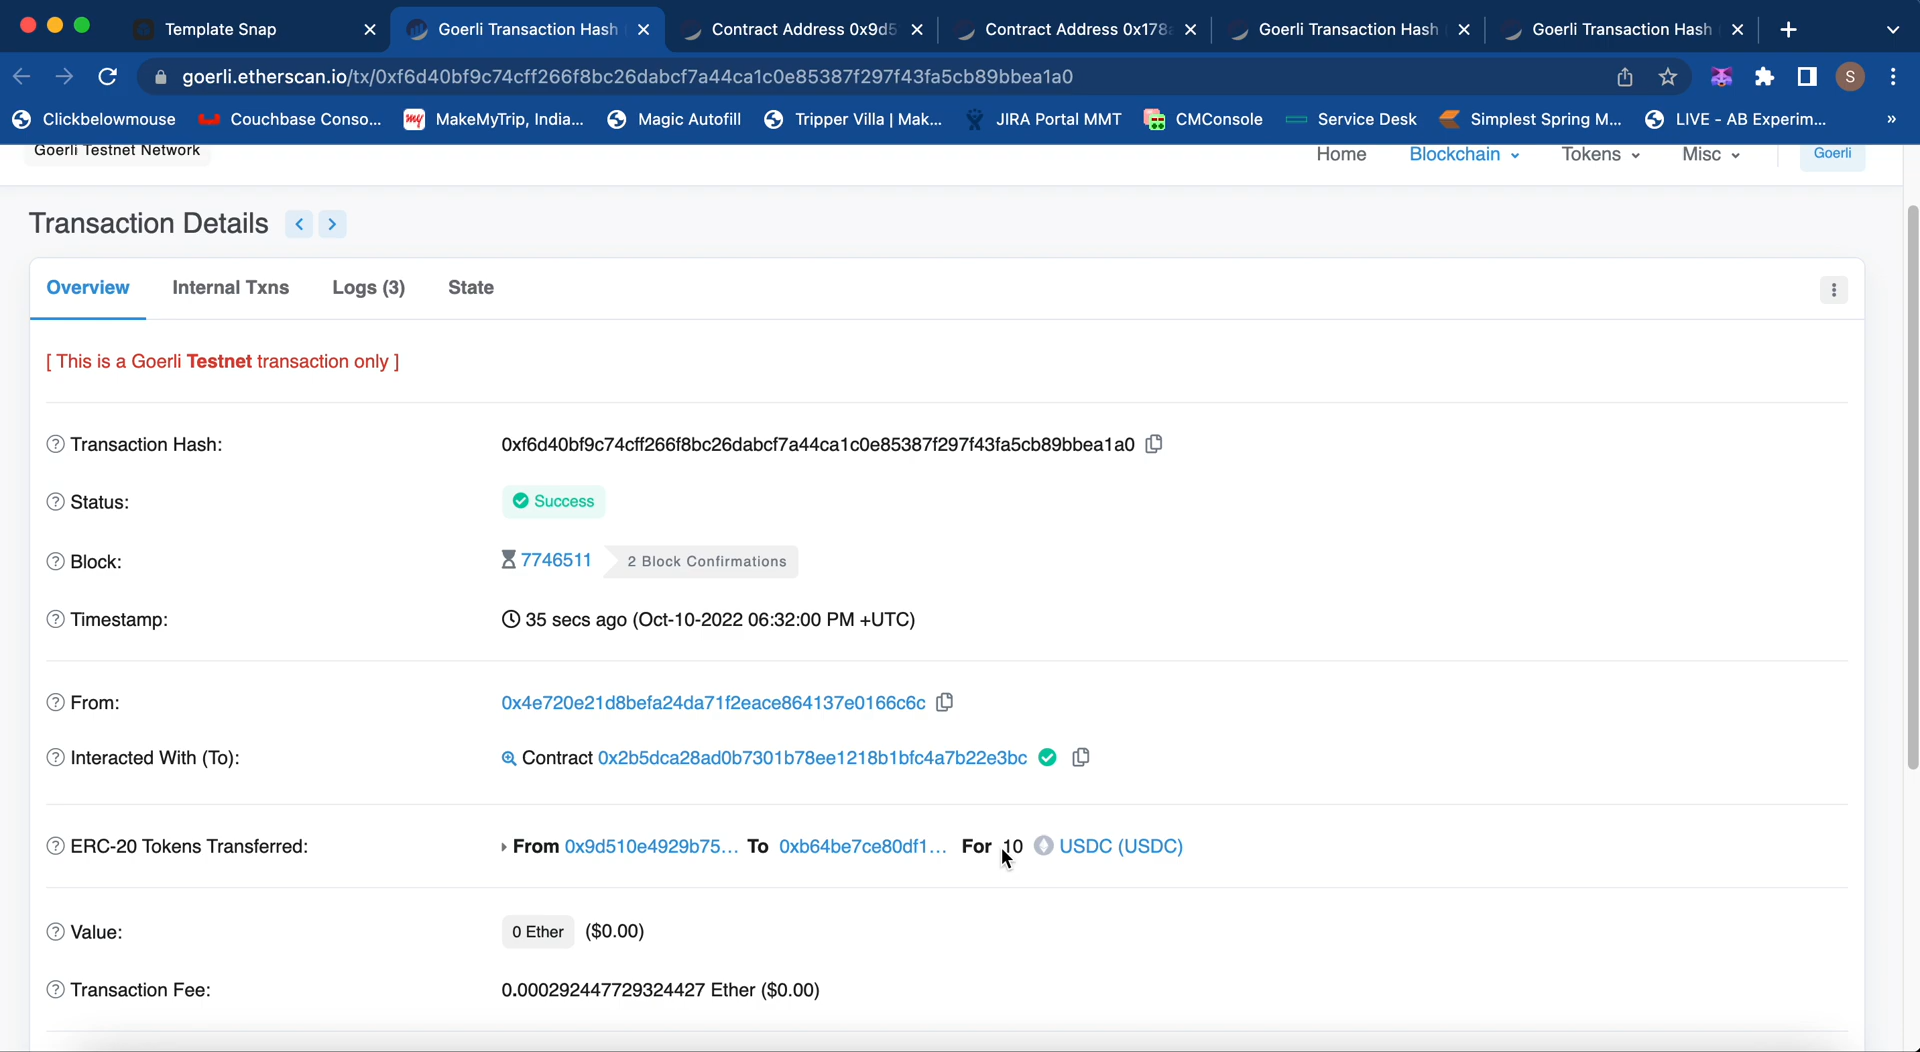 Template Snap
Goerli Transaction Hash
Contract Address 0x9d5
Contract Address 0x178
Goerli Transaction Hash
Goerli Transaction Hash
goerli.etherscan.io/tx/0xf6d40bf9c74cff266f8bc26dabcf7a44ca1c0e85387f297f43fa5cb89bbea1a0
S
Clickbelowmouse
Couchbase Conso...
my
MakeMyTrip, India...
Magic Autofill
Tripper Villa | Mak...
JIRA Portal MMT
CMConsole
Service Desk
Simplest Spring M...
LIVE - AB Experim...
»
Goerli Testnet Network
Home
Blockchain
Tokens
Misc
Goerli
Transaction Details
Overview
Internal Txns
Logs (3)
State
[ This is a Goerli Testnet transaction only ]
Transaction Hash:
0xf6d40bf9c74cff266f8bc26dabcf7a44ca1c0e85387f297f43fa5cb89bbea1a0
Status:
Success
Block:
7746511
2 Block Confirmations
Timestamp:
35 secs ago (Oct-10-2022 06:32:00 PM +UTC)
From:
0x4e720e21d8befa24da71f2eace864137e0166c6c
Interacted With (To):
Contract 0x2b5dca28ad0b7301b78ee1218b1bfc4a7b22e3bc
ERC-20 Tokens Transferred:
From 0x9d510e4929b75... To 0xb64be7ce80df1... For 10 USDC (USDC)
Value:
0 Ether ($0.00)
Transaction Fee:
0.000292447729324427 Ether ($0.00)